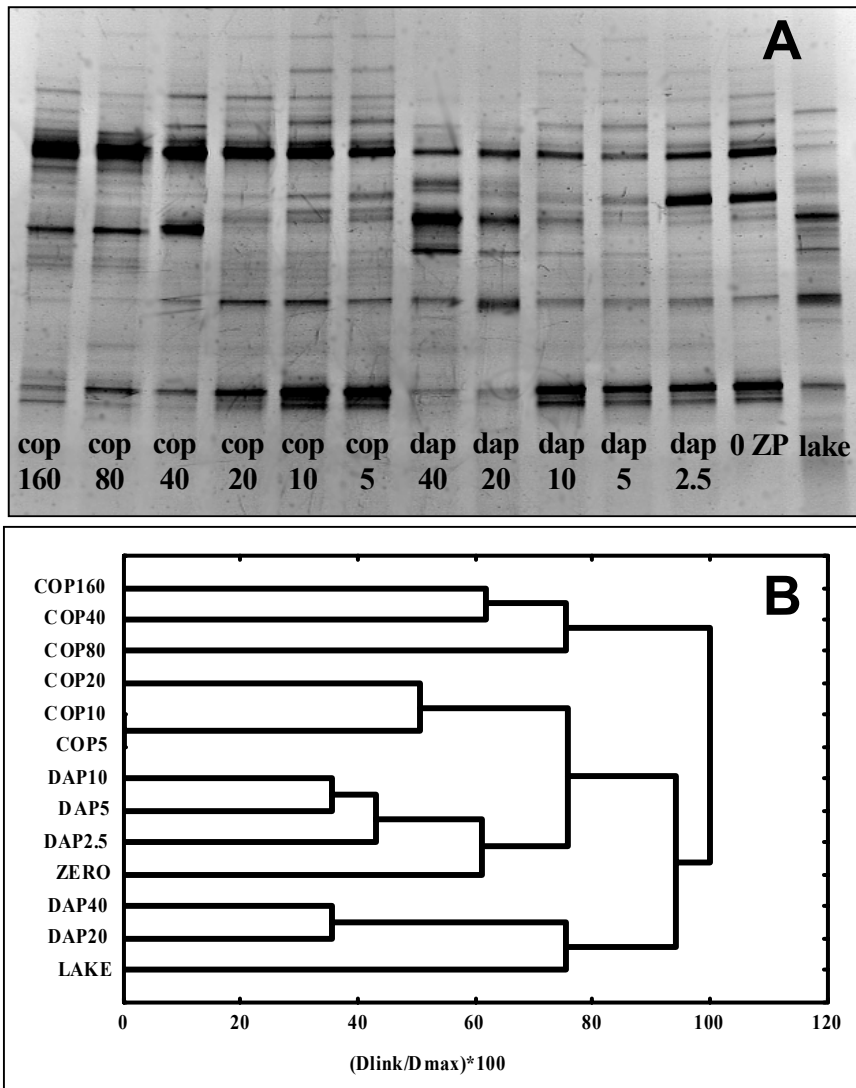 A
cop cop cop cop cop cop dap dap dap dap dap 0 ZP lake
160 80 40 20 10 5 40 20 10 5 2.5
B
COP160
COP40
COP80
COP20
COP10
COP5
DAP10
DAP5
DAP2.5
ZERO
DAP40
DAP20
LAKE
0 20 40 60 80 100 120
(Dlink/Dmax)*100